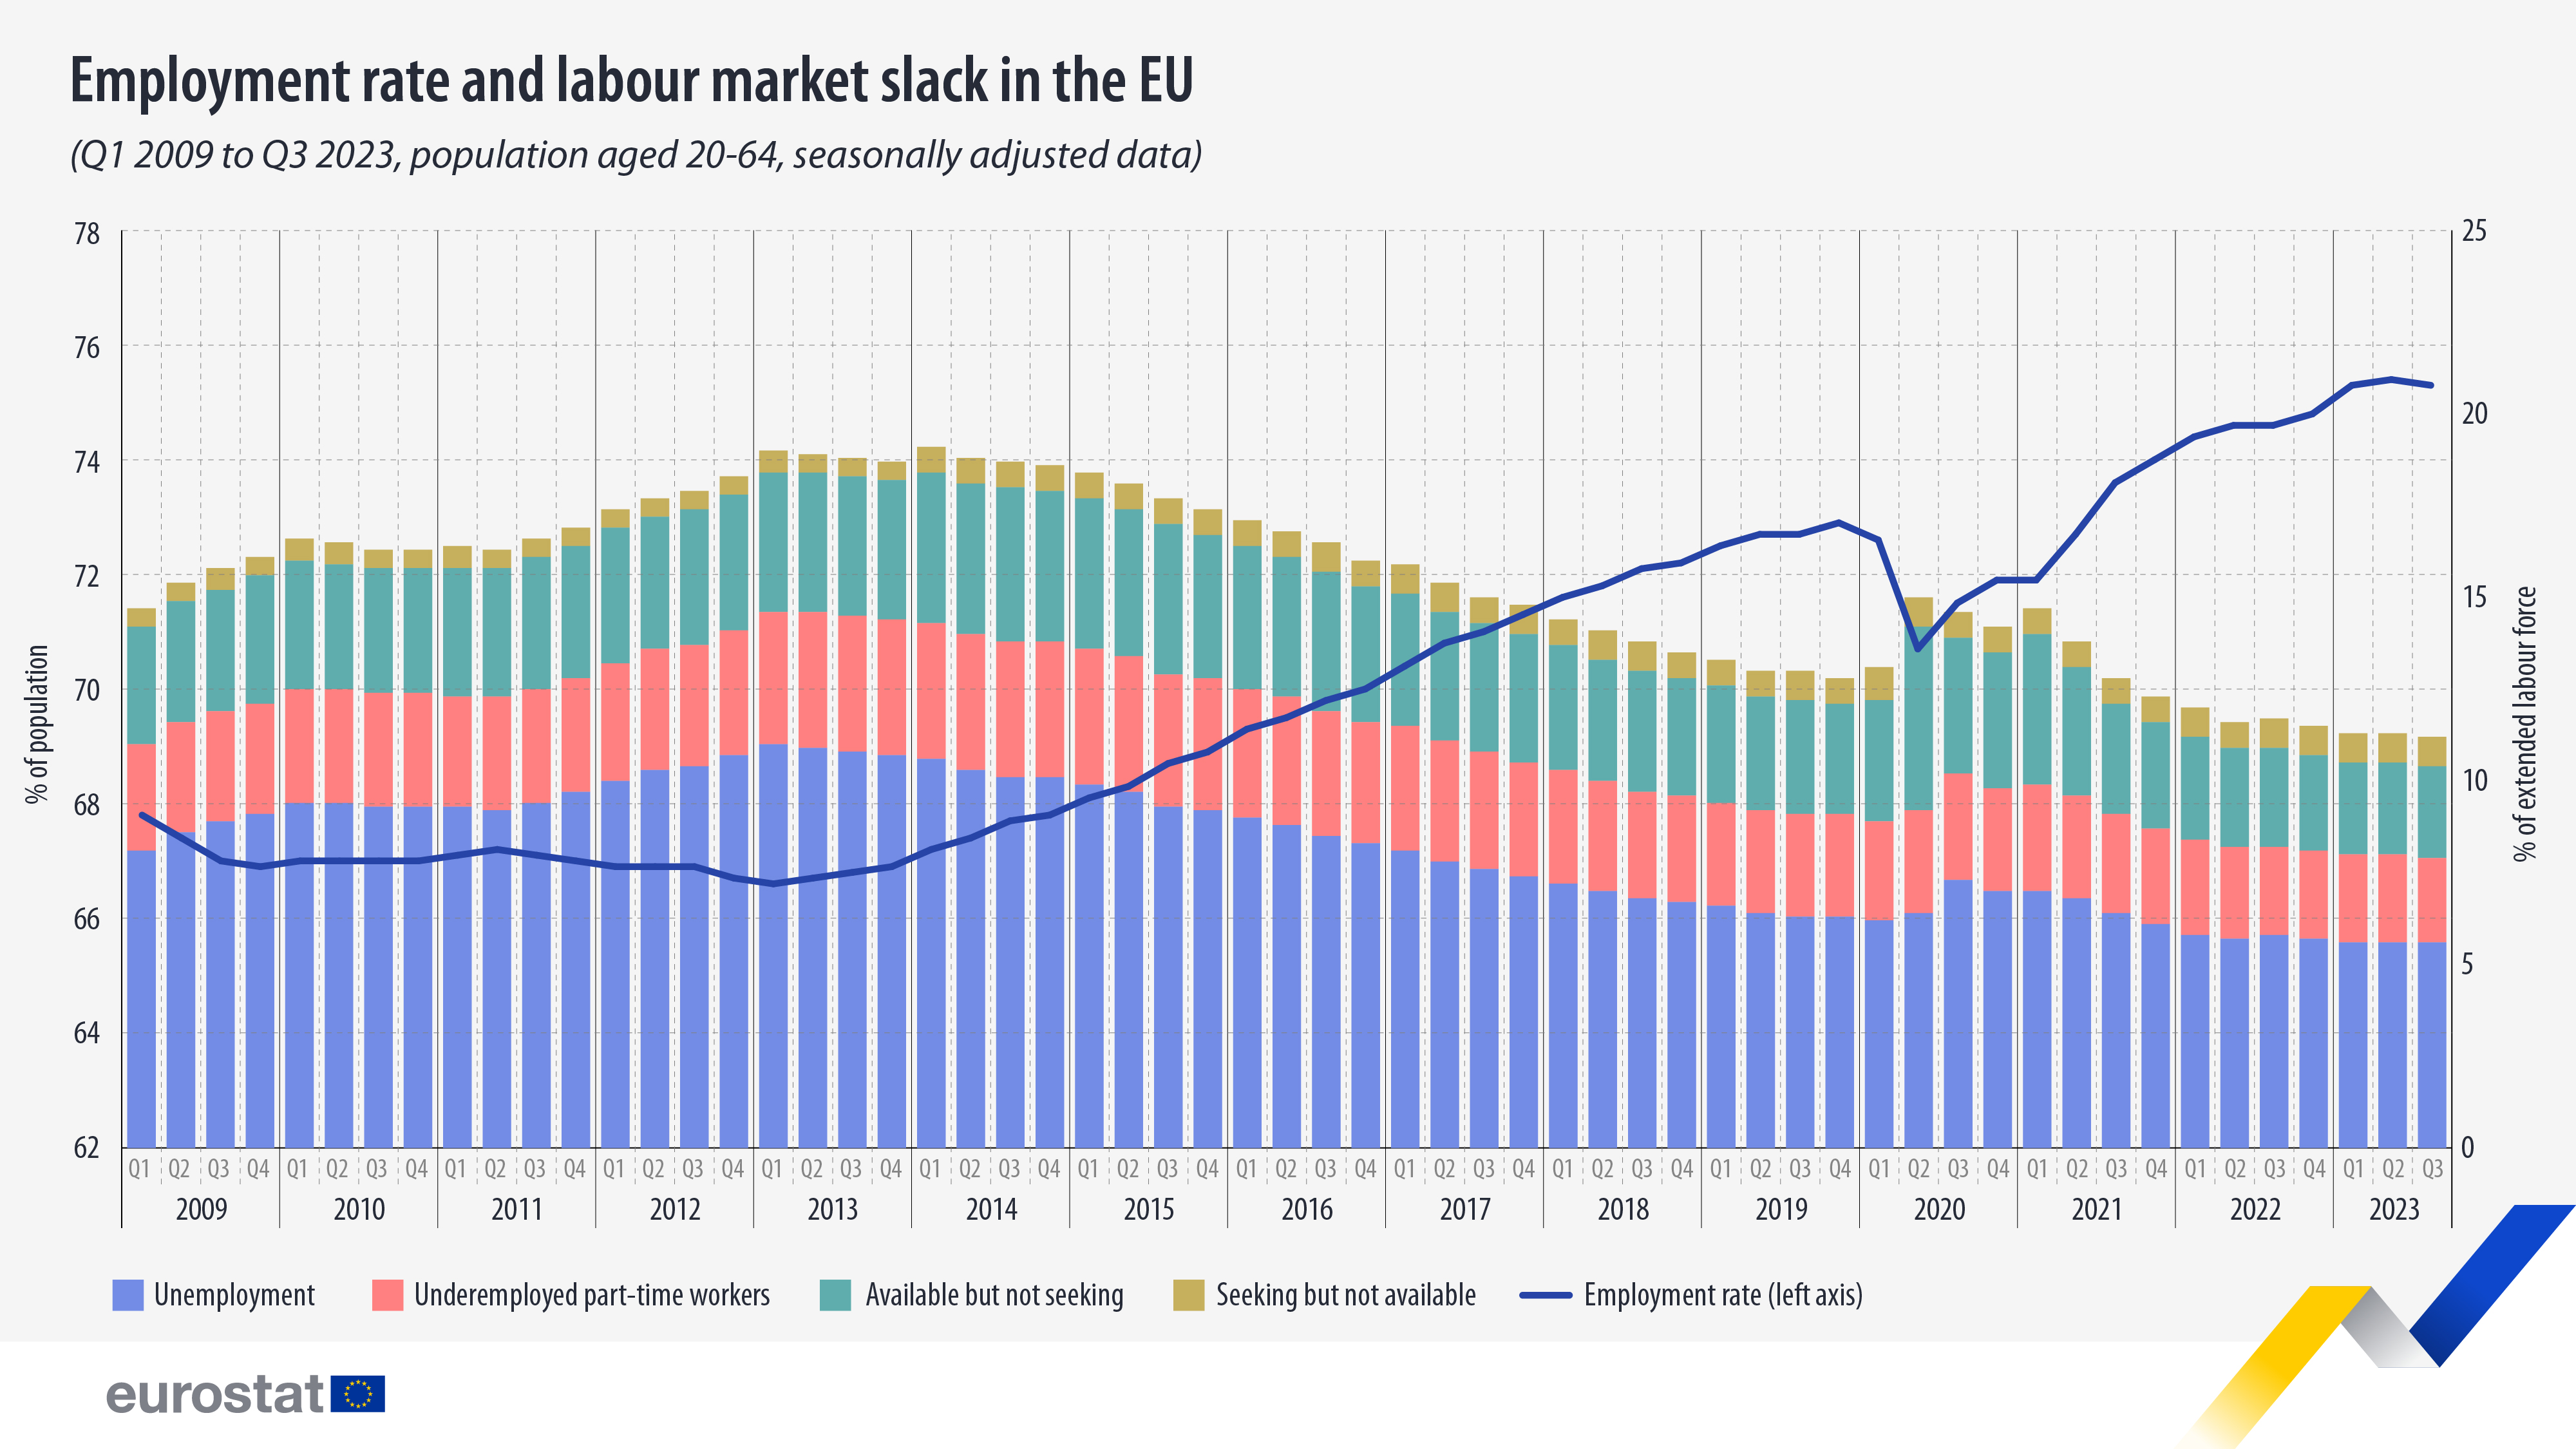 Employment rate and labour market slack in the EU
(Q1 2009 to Q3 2023, population aged 20-64, seasonally adjusted data)
% of population
78
76
74
72
70
68
66
64
62
25
20
15
10
5
0
% of extended labour force
Q1 Q2 Q3 Q4 Q1 Q2 Q3 Q4 Q1 Q2 Q3 Q4 Q1 Q2 Q3 Q4 Q1 Q2 Q3 Q4 Q1 Q2 Q3 Q4 Q1 Q2 Q3 Q4 Q1 Q2 Q3 Q4 Q1 Q2 Q3 Q4 Q1 Q2 Q3 Q4 Q1 Q2 Q3 Q4 Q1 Q2 Q3 Q4 Q1 Q2 Q3 Q4 Q1 Q2 Q3 Q4 Q1 Q2 Q3
2009 2010 2011 2012 2013 2014 2015 2016 2017 2018 2019 2020 2021 2022 2023
Unemployment Underemployed part-time workers Available but not seeking Seeking but not available Employment rate (left axis)
eurostat